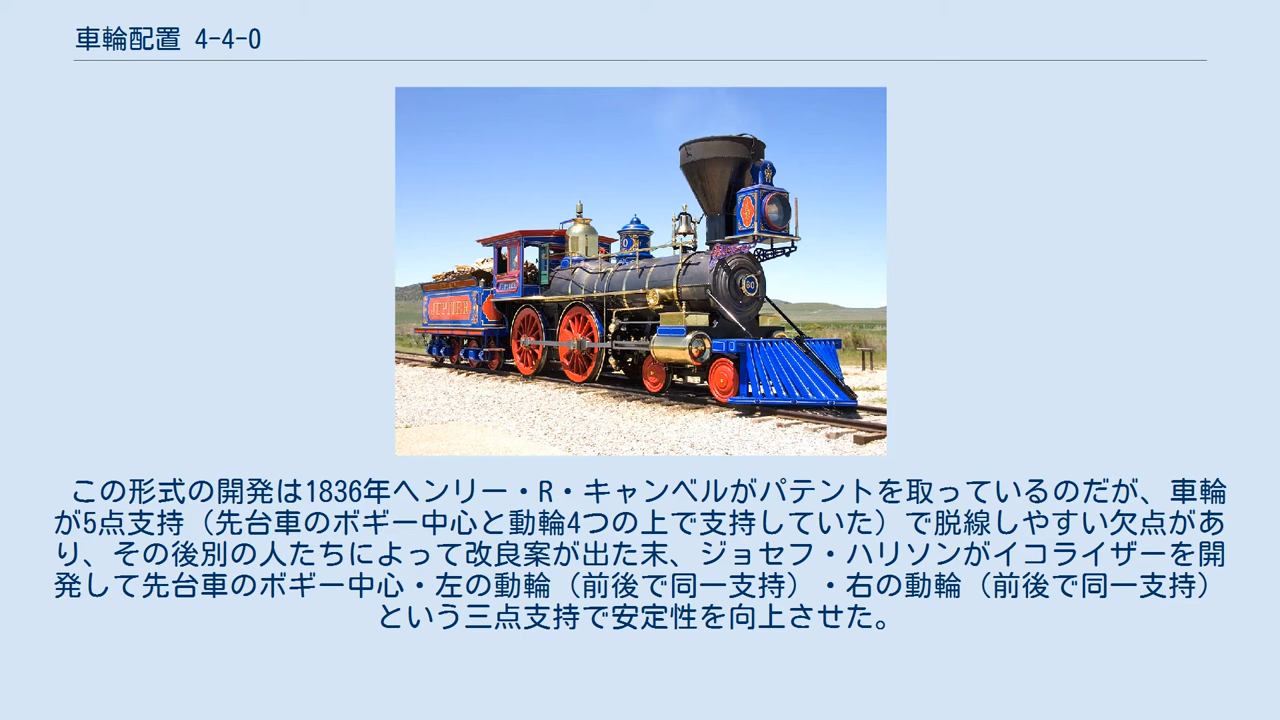 車輪配置 4-4-0
JUPITER
60
この形式の開発は1836年ヘンリー・R・キャンベルがパテントを取っているのだが、車輪
が5点支持（先台車のボギー中心と動輪4つの上で支持していた）で脱線しやすい欠点があ
り、その後別の人たちによって改良案が出た末、ジョセフ・ハリソンがイコライザーを開
発して先台車のボギー中心・左の動輪（前後で同一支持）・右の動輪（前後で同一支持）
という三点支持で安定性を向上させた。